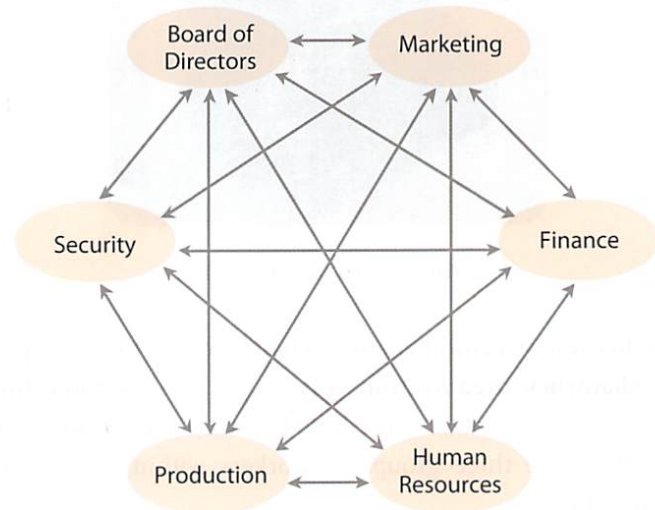 Board of
Directors
Marketing
Security
Finance
Production
Human
Resources